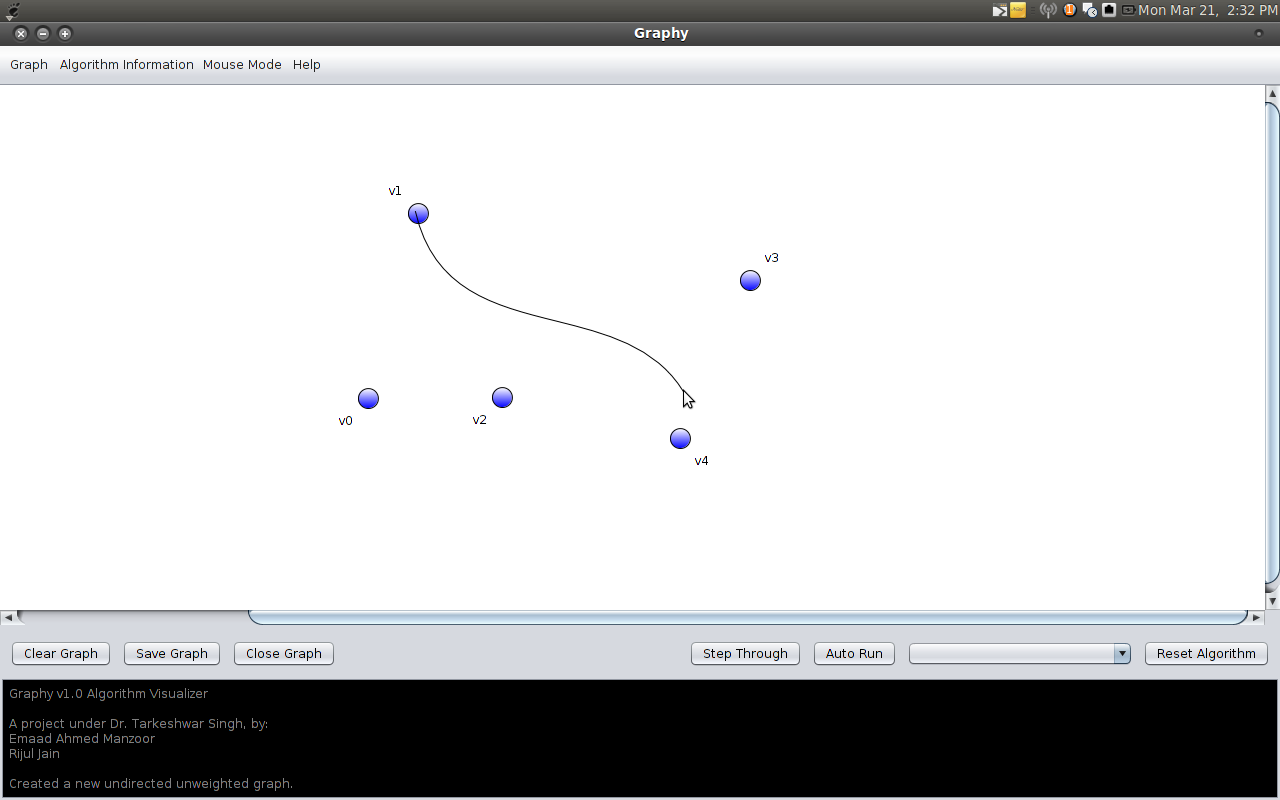 Mon Mar 21, 2:32 PM
Graphy
Graph Algorithm Information Mouse Mode Help
v1
v3
v0
v2
v4
Clear Graph Save Graph Close Graph Step Through Auto Run Reset Algorithm
Graphy v1.0 Algorithm Visualizer
A project under Dr. Tarkeshwar Singh, by:
Emaad Ahmed Manzoor
Rijul Jain
Created a new undirected unweighted graph.